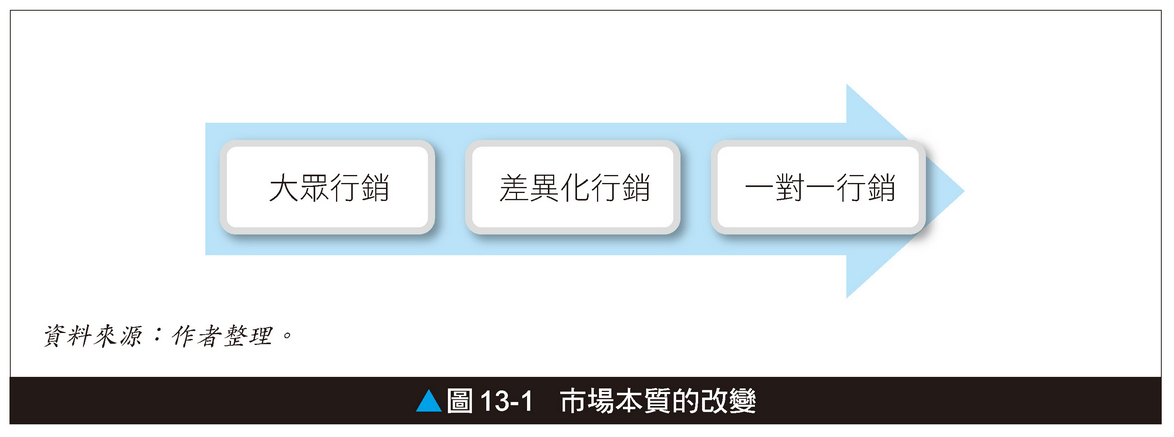 大眾行銷
差異化行銷
一對一行銷
資料來源：作者整理。
▲圖 13-1　市場本質的改變